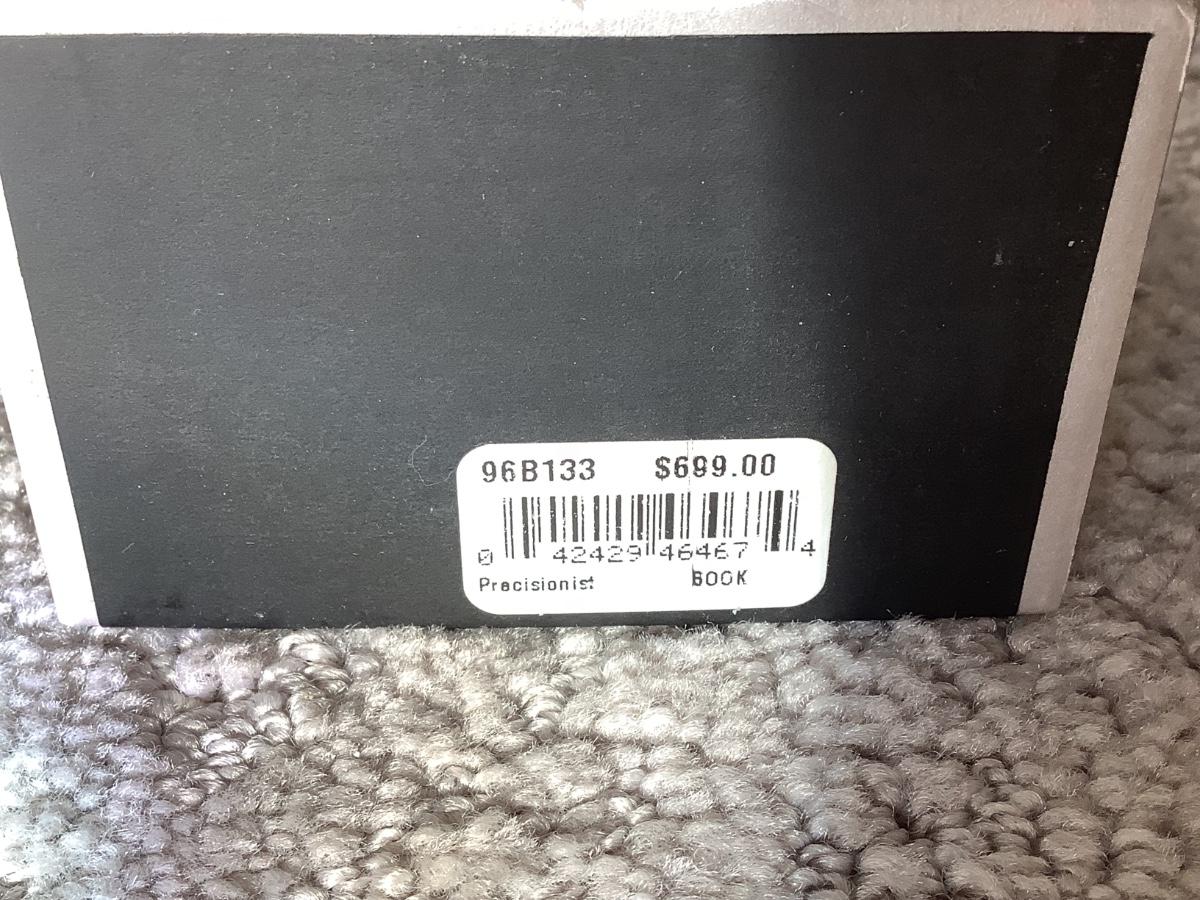 96B133 $699.00
0 42429 46467 4
Precisionist BOOK